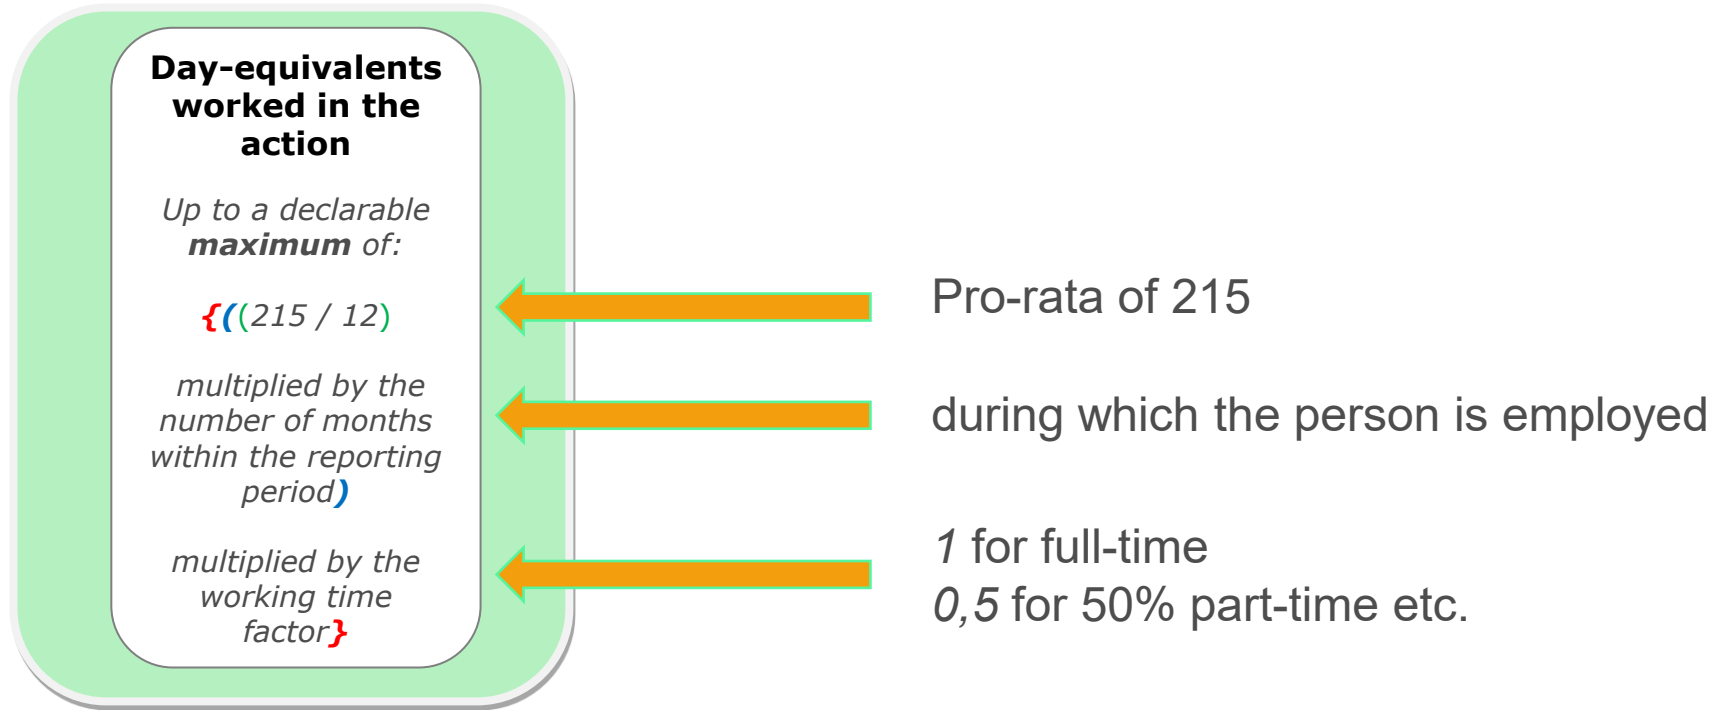 Day-equivalents
worked in the
action
Up to a declarable
maximum of:
{((215 / 12)
multiplied by the
number of months
within the reporting
period)
multiplied by the
working time
factor}
Pro-rata of 215
during which the person is employed
1 for full-time
0,5 for 50% part-time etc.